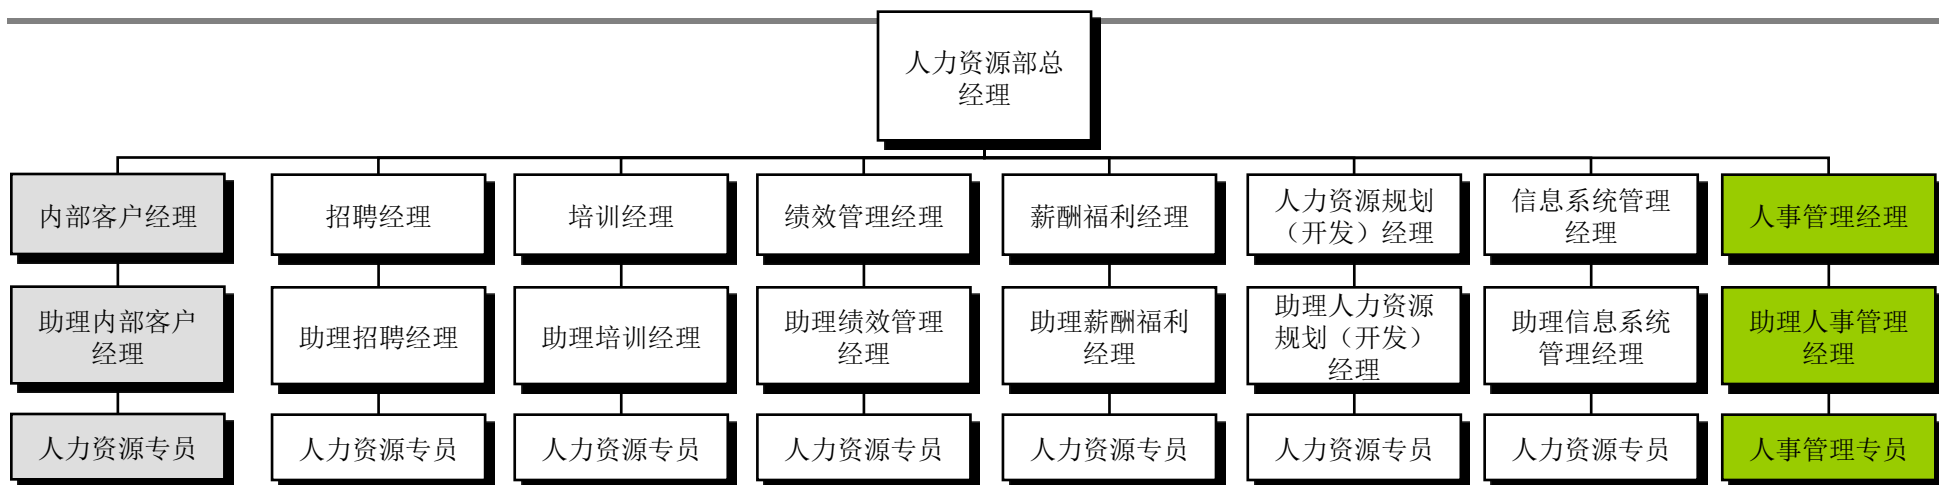 人力资源部总
经理
内部客户经理
招聘经理
培训经理
绩效管理经理
薪酬福利经理
人力资源规划
（开发）经理
信息系统管理
经理
人事管理经理
助理内部客户
经理
助理招聘经理
助理培训经理
助理绩效管理
经理
助理薪酬福利
经理
助理人力资源
规划（开发）
经理
助理信息系统
管理经理
助理人事管理
经理
人力资源专员
人力资源专员
人力资源专员
人力资源专员
人力资源专员
人力资源专员
人力资源专员
人事管理专员